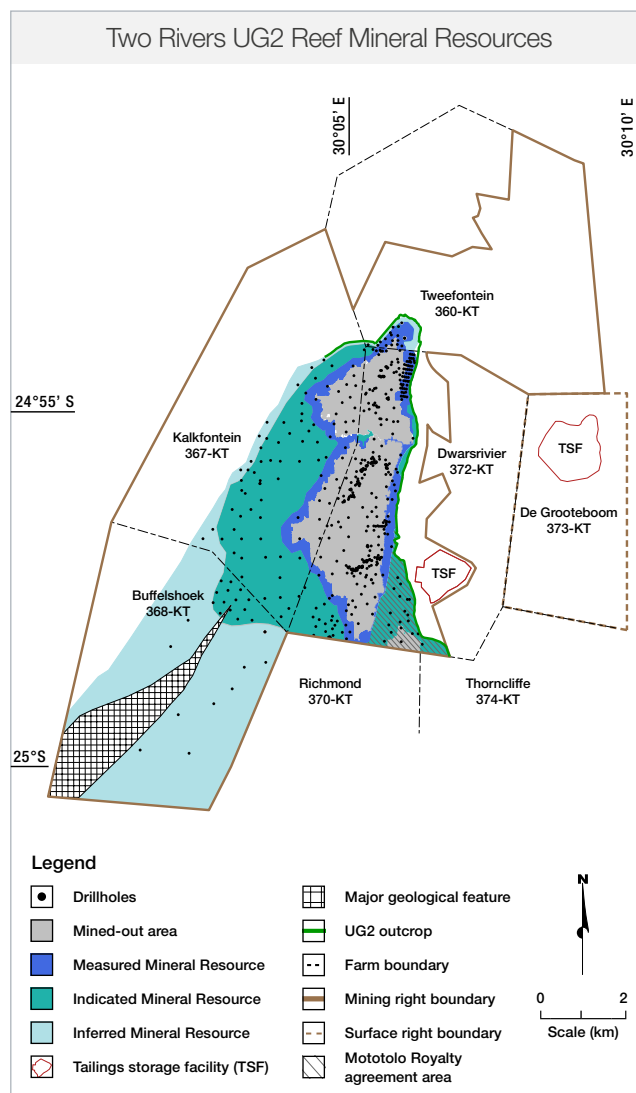 Two Rivers UG2 Reef Mineral Resources
30°05' E
30°10' E
Tweefontein
360-KT
24°55' S
Kalkfontein
367-KT
Dwarsrivier
372-KT
TSF
De Grooteboom
373-KT
TSF
Buffelshoek
368-KT
Richmond
370-KT
Thorncliffe
374-KT
25°S
Legend
Drillholes
Mined-out area
Measured Mineral Resource
Indicated Mineral Resource
Inferred Mineral Resource
Tailings storage facility (TSF)
Major geological feature
UG2 outcrop
Farm boundary
Mining right boundary
Surface right boundary
Mototolo Royalty
agreement area
N
0 2
Scale (km)